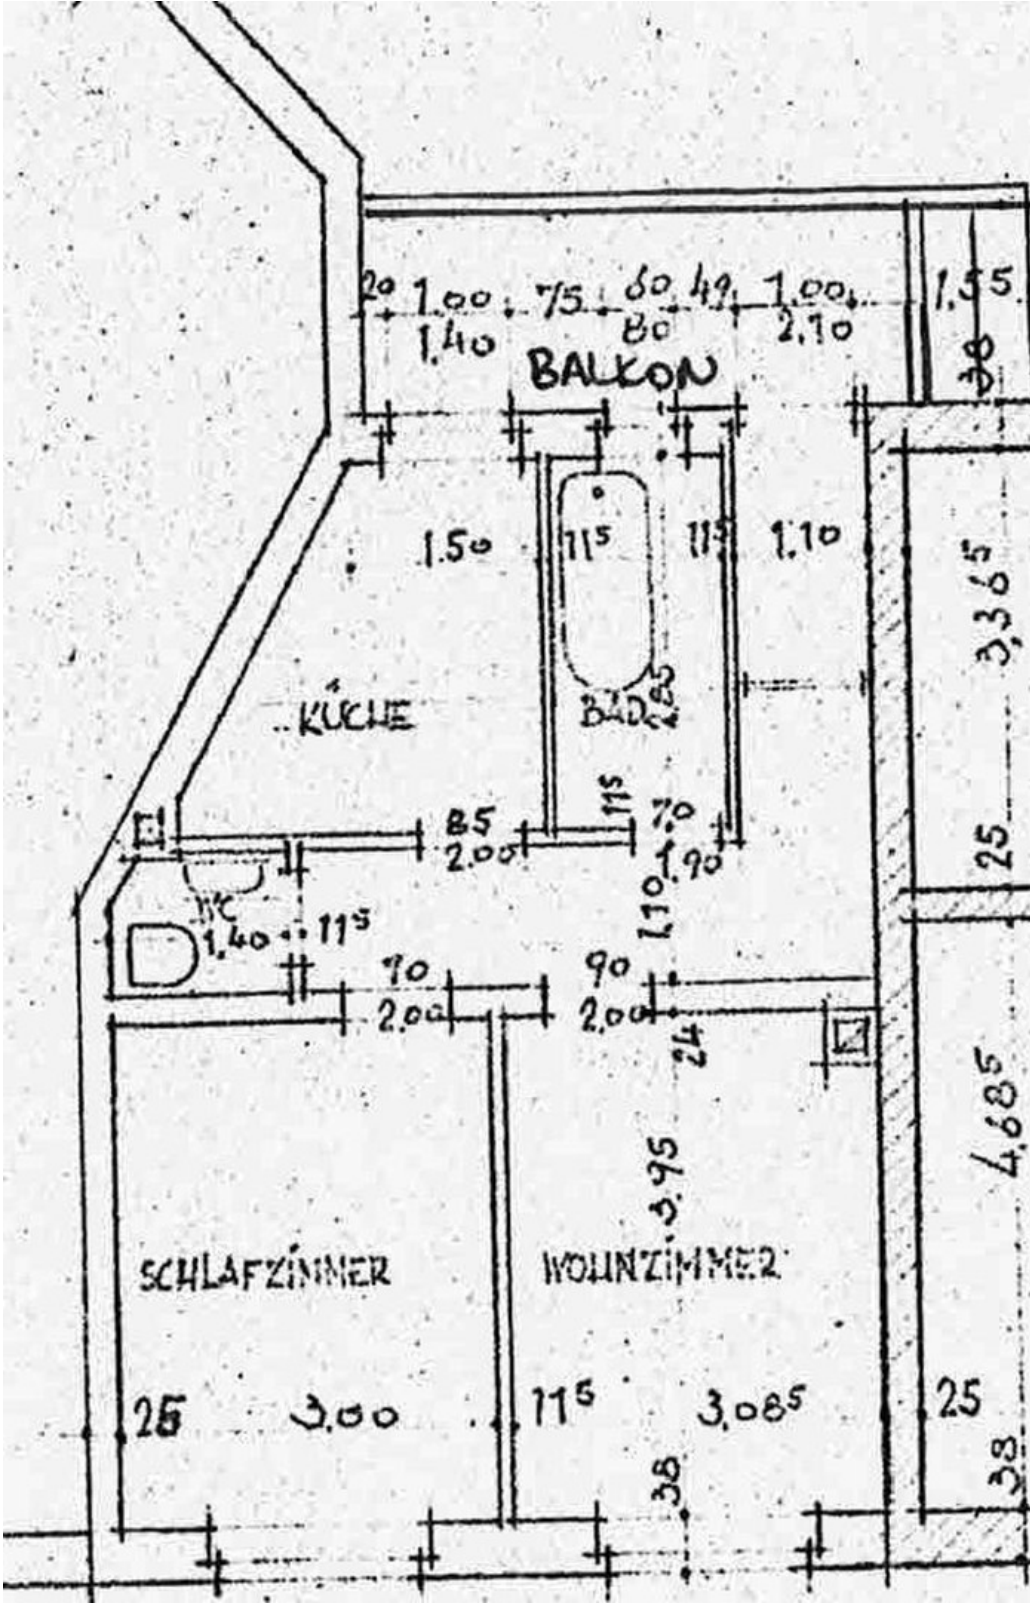 20 1.00 75 60 49 1.00 1.55
1.40 80 2.10
38
BALKON
1.50 11⁵ 11⁵ 1.10
3,36⁵
KÜCHE BAD 2.85
11⁵
85 70
2.00 1.90
25
WC
1,40 11⁵ 1.10
90 90
2.00 2.00
24
4,68⁵
3.95
SCHLAFZIMMER WOHNZIMMER
25 3.00 11⁵ 3,08⁵ 25
38 38